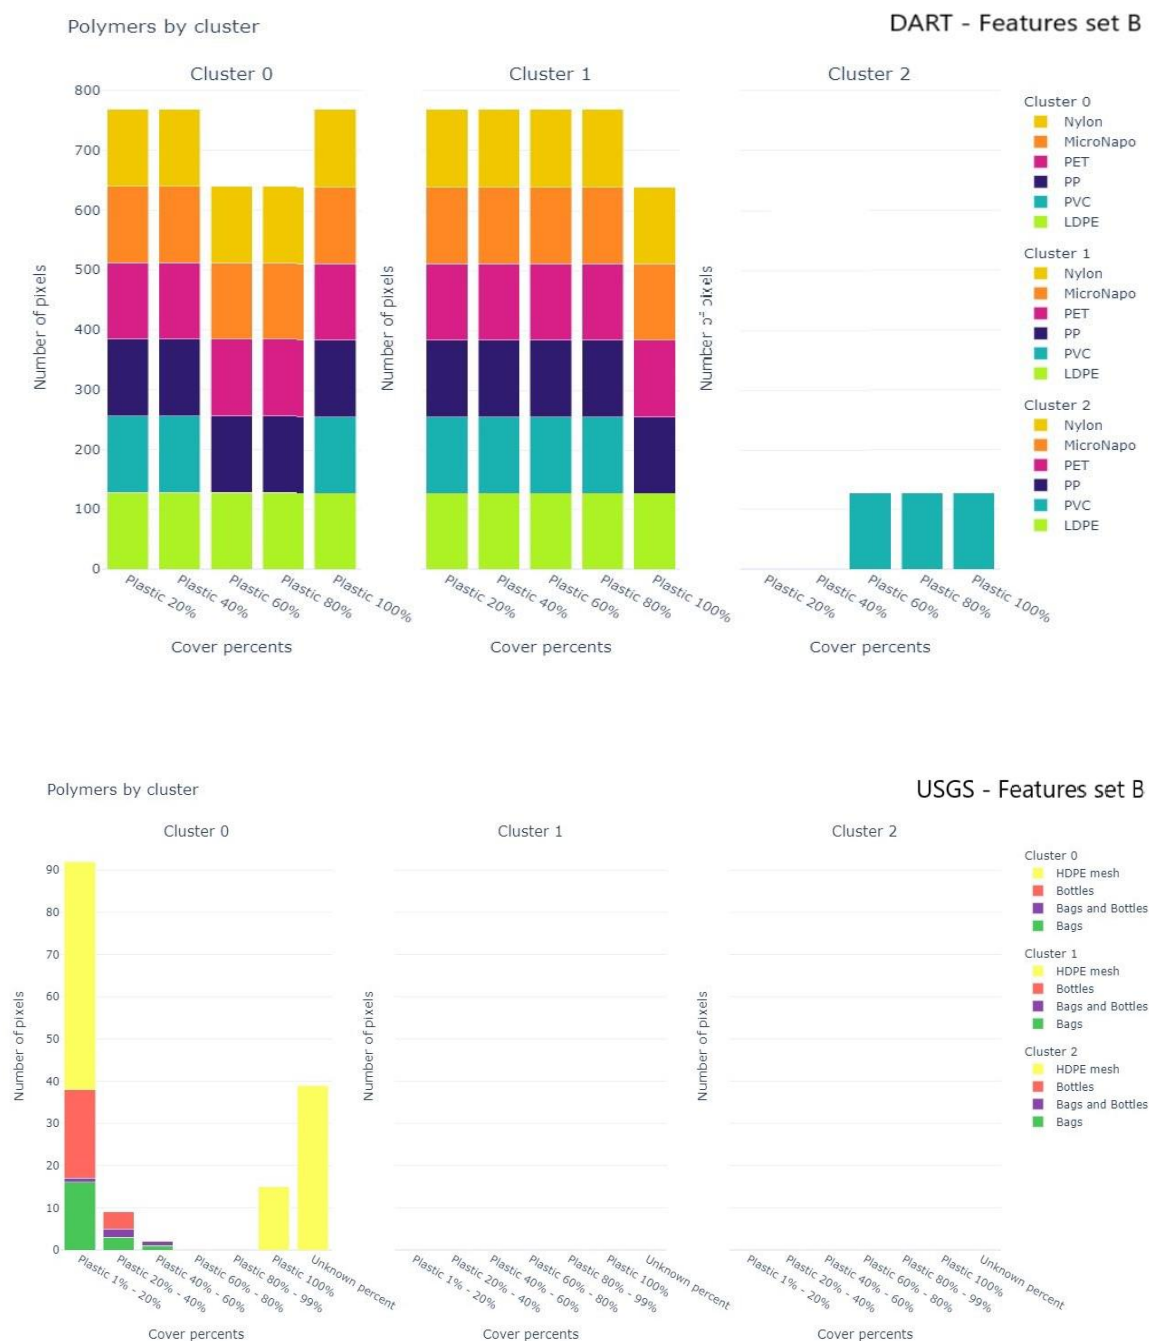 Polymers by cluster
DART - Features set B
Cluster 0
Cluster 1
Cluster 2
800
700
600
500
400
300
200
100
0
Number of pixels
Number of pixels
Number of pixels
Plastic 20%
Plastic 40%
Plastic 60%
Plastic 80%
Plastic 100%
Plastic 20%
Plastic 40%
Plastic 60%
Plastic 80%
Plastic 100%
Plastic 20%
Plastic 40%
Plastic 60%
Plastic 80%
Plastic 100%
Cover percents
Cover percents
Cover percents
Cluster 0
Nylon
MicroNapo
PET
PP
PVC
LDPE
Cluster 1
Nylon
MicroNapo
PET
PP
PVC
LDPE
Cluster 2
Nylon
MicroNapo
PET
PP
PVC
LDPE
Polymers by cluster
USGS - Features set B
Cluster 0
Cluster 1
Cluster 2
90
80
70
60
50
40
30
20
10
0
Number of pixels
Number of pixels
Number of pixels
Plastic 1% - 20%
Plastic 20% - 40%
Plastic 40% - 60%
Plastic 60% - 80%
Plastic 80% - 99%
Plastic 100%
Unknown percent
Plastic 1% - 20%
Plastic 20% - 40%
Plastic 40% - 60%
Plastic 60% - 80%
Plastic 80% - 99%
Plastic 100%
Unknown percent
Plastic 1% - 20%
Plastic 20% - 40%
Plastic 40% - 60%
Plastic 60% - 80%
Plastic 80% - 99%
Plastic 100%
Unknown percent
Cover percents
Cover percents
Cover percents
Cluster 0
HDPE mesh
Bottles
Bags and Bottles
Bags
Cluster 1
HDPE mesh
Bottles
Bags and Bottles
Bags
Cluster 2
HDPE mesh
Bottles
Bags and Bottles
Bags